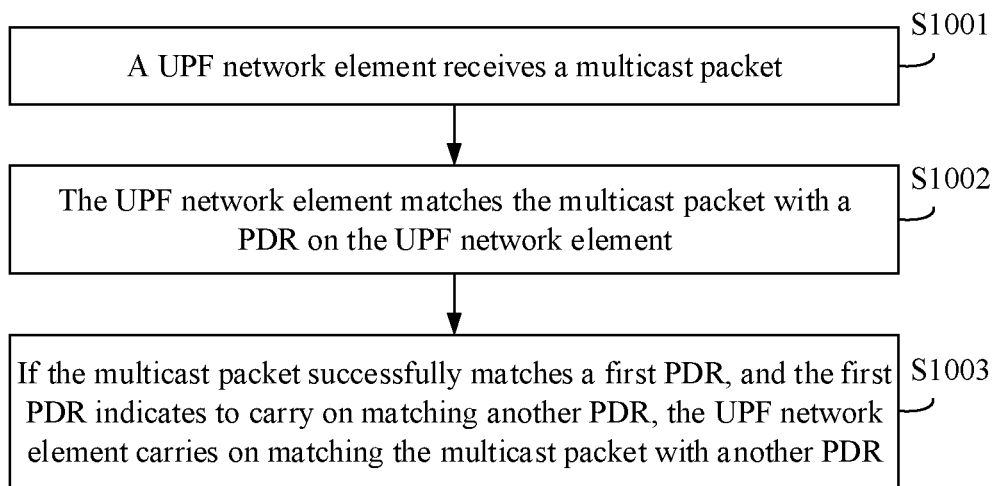 S1001
A UPF network element receives a multicast packet
S1002
The UPF network element matches the multicast packet with a
PDR on the UPF network element
S1003
If the multicast packet successfully matches a first PDR, and the first
PDR indicates to carry on matching another PDR, the UPF network
element carries on matching the multicast packet with another PDR